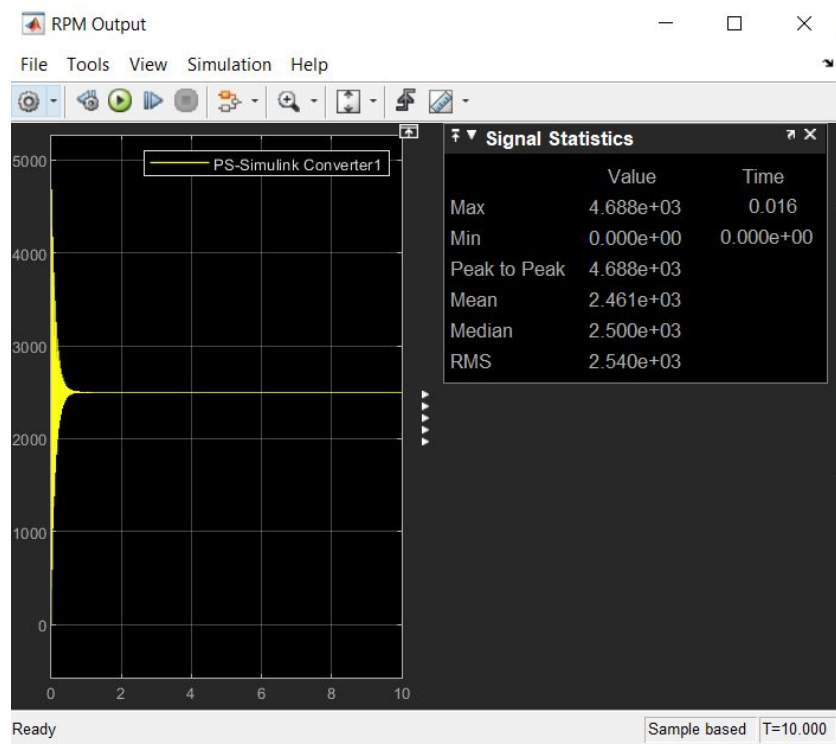 RPM Output
File Tools View Simulation Help
PS-Simulink Converter1
5000
4000
3000
2000
1000
0
0 2 4 6 8 10
Signal Statistics
Value Time
Max 4.688e+03 0.016
Min 0.000e+00 0.000e+00
Peak to Peak 4.688e+03
Mean 2.461e+03
Median 2.500e+03
RMS 2.540e+03
Ready Sample based T=10.000